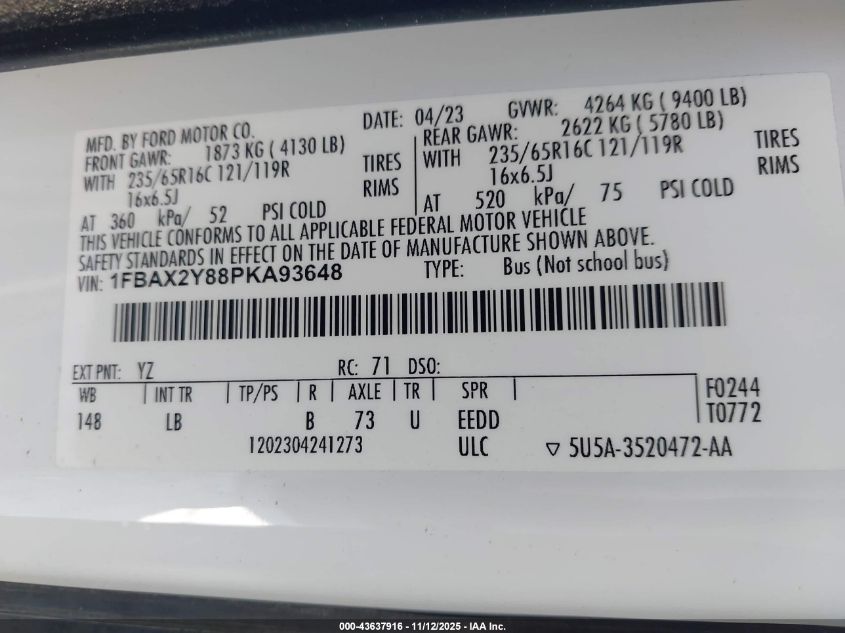 MFD. BY FORD MOTOR CO. DATE: 04/23 GVWR: 4264 KG ( 9400 LB)
FRONT GAWR: 1873 KG ( 4130 LB) REAR GAWR: 2622 KG ( 5780 LB)
WITH 235/65R16C 121/119R TIRES WITH 235/65R16C 121/119R TIRES
16x6.5J RIMS 16x6.5J RIMS
AT 360 kPa/ 52 PSI COLD AT 520 kPa/ 75 PSI COLD
THIS VEHICLE CONFORMS TO ALL APPLICABLE FEDERAL MOTOR VEHICLE
SAFETY STANDARDS IN EFFECT ON THE DATE OF MANUFACTURE SHOWN ABOVE.
VIN: 1FBAX2Y88PKA93648 TYPE: Bus (Not school bus)
EXT PNT: YZ RC: 71 DSO:
WB INT TR TP/PS R AXLE TR SPR F0244
148 LB B 73 U EEDD T0772
1202304241273 ULC ▽ 5U5A-3520472-AA
000-43637916 - 11/12/2025 - IAA Inc.